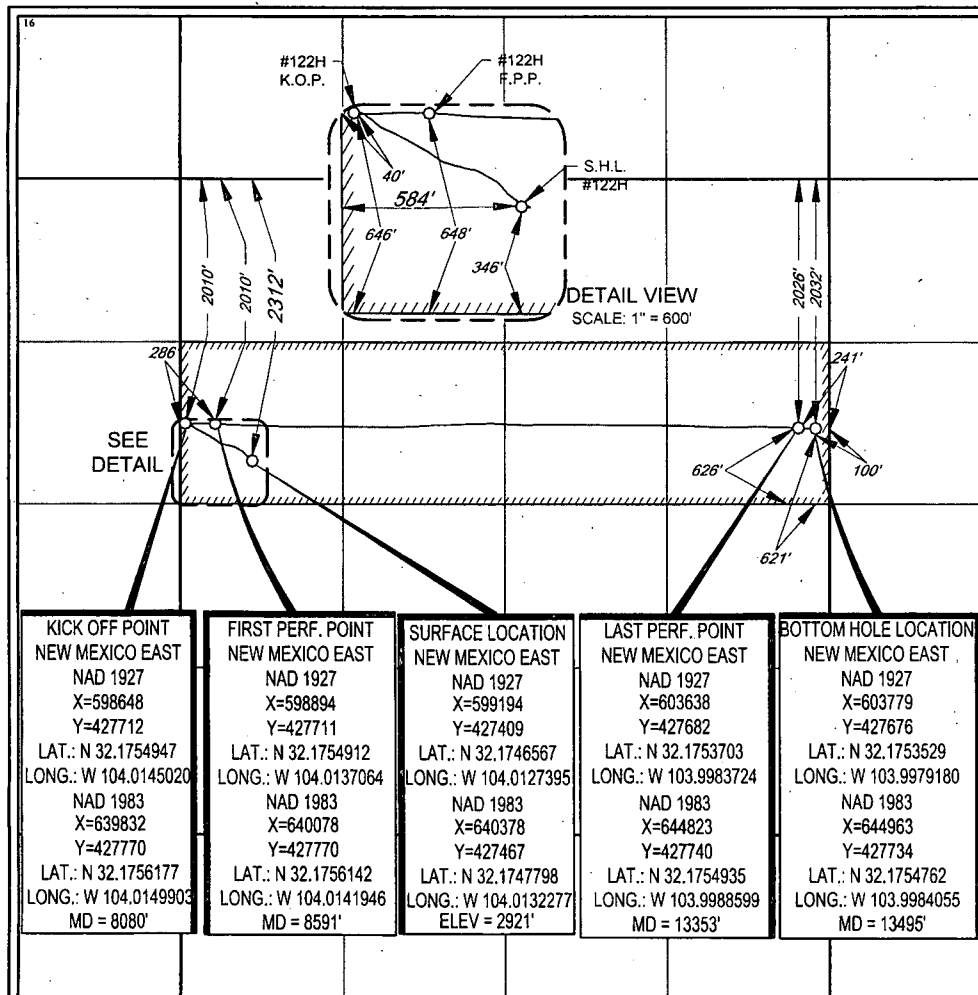 16
#122H
K.O.P.
#122H
F.P.P.
S.H.L.
#122H
40'
584'
646'
648'
346'
DETAIL VIEW
SCALE: 1" = 600'
2010'
2010'
2312'
2026'
2032'
286'
241'
SEE
DETAIL
626'
100'
621'
KICK OFF POINT
NEW MEXICO EAST
NAD 1927
X=598648
Y=427712
LAT.: N 32.1754947
LONG.: W 104.0145020
NAD 1983
X=639832
Y=427770
LAT.: N 32.1756177
LONG.: W 104.0149903
MD = 8080'
FIRST PERF. POINT
NEW MEXICO EAST
NAD 1927
X=598894
Y=427711
LAT.: N 32.1754912
LONG.: W 104.0137064
NAD 1983
X=640078
Y=427770
LAT.: N 32.1756142
LONG.: W 104.0141946
MD = 8591'
SURFACE LOCATION
NEW MEXICO EAST
NAD 1927
X=599194
Y=427409
LAT.: N 32.1746567
LONG.: W 104.0127395
NAD 1983
X=640378
Y=427467
LAT.: N 32.1747798
LONG.: W 104.0132277
ELEV = 2921'
LAST PERF. POINT
NEW MEXICO EAST
NAD 1927
X=603638
Y=427682
LAT.: N 32.1753703
LONG.: W 103.9983724
NAD 1983
X=644823
Y=427740
LAT.: N 32.1754935
LONG.: W 103.9988599
MD = 13353'
BOTTOM HOLE LOCATION
NEW MEXICO EAST
NAD 1927
X=603779
Y=427676
LAT.: N 32.1753529
LONG.: W 103.9979180
NAD 1983
X=644963
Y=427734
LAT.: N 32.1754762
LONG.: W 103.9984055
MD = 13495'